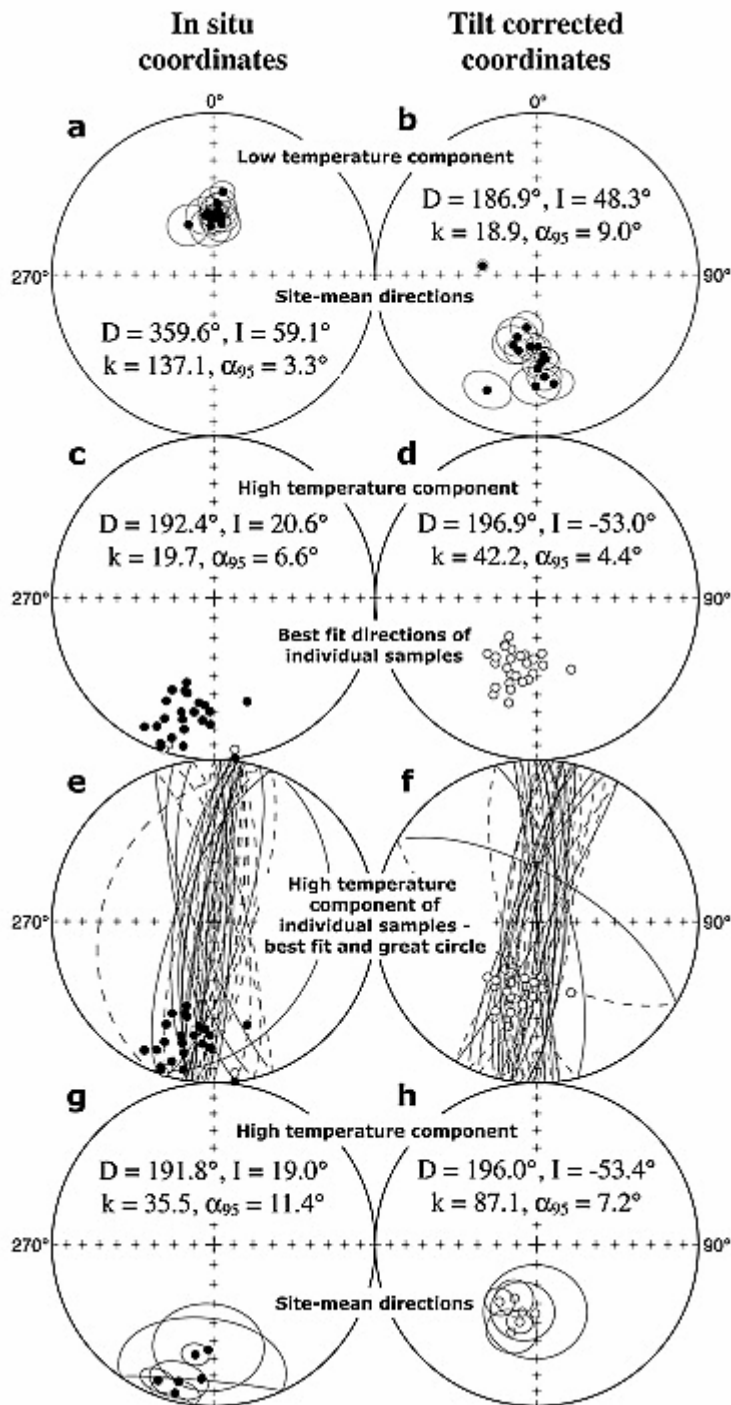 In situ
coordinates
Tilt corrected
coordinates
0°
0°
a
b
Low temperature component
D = 186.9°, I = 48.3°
k = 18.9, α95 = 9.0°
270°
90°
Site-mean directions
D = 359.6°, I = 59.1°
k = 137.1, α95 = 3.3°
c
d
High temperature component
D = 192.4°, I = 20.6°
k = 19.7, α95 = 6.6°
D = 196.9°, I = -53.0°
k = 42.2, α95 = 4.4°
270°
90°
Best fit directions of
individual samples
e
f
High temperature
component of
individual samples -
best fit and great circle
270°
90°
g
h
High temperature component
D = 191.8°, I = 19.0°
k = 35.5, α95 = 11.4°
D = 196.0°, I = -53.4°
k = 87.1, α95 = 7.2°
270°
90°
Site-mean directions